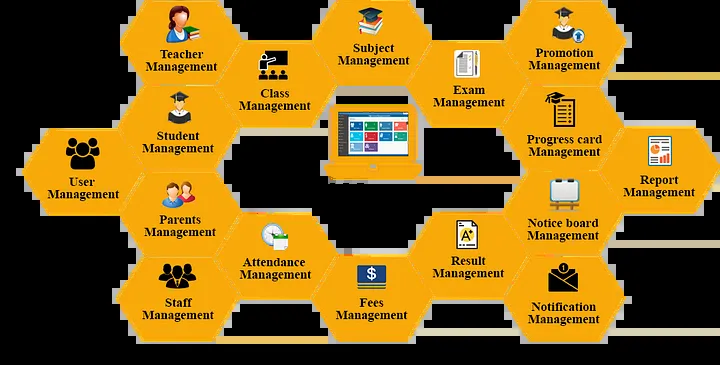 Teacher
Management
Class
Management
Subject
Management
Exam
Management
Promotion
Management
Student
Management
Progress card
Management
User
Management
Report
Management
Parents
Management
Notice board
Management
Attendance
Management
A+
Result
Management
Staff
Management
$
Fees
Management
1
Notification
Management